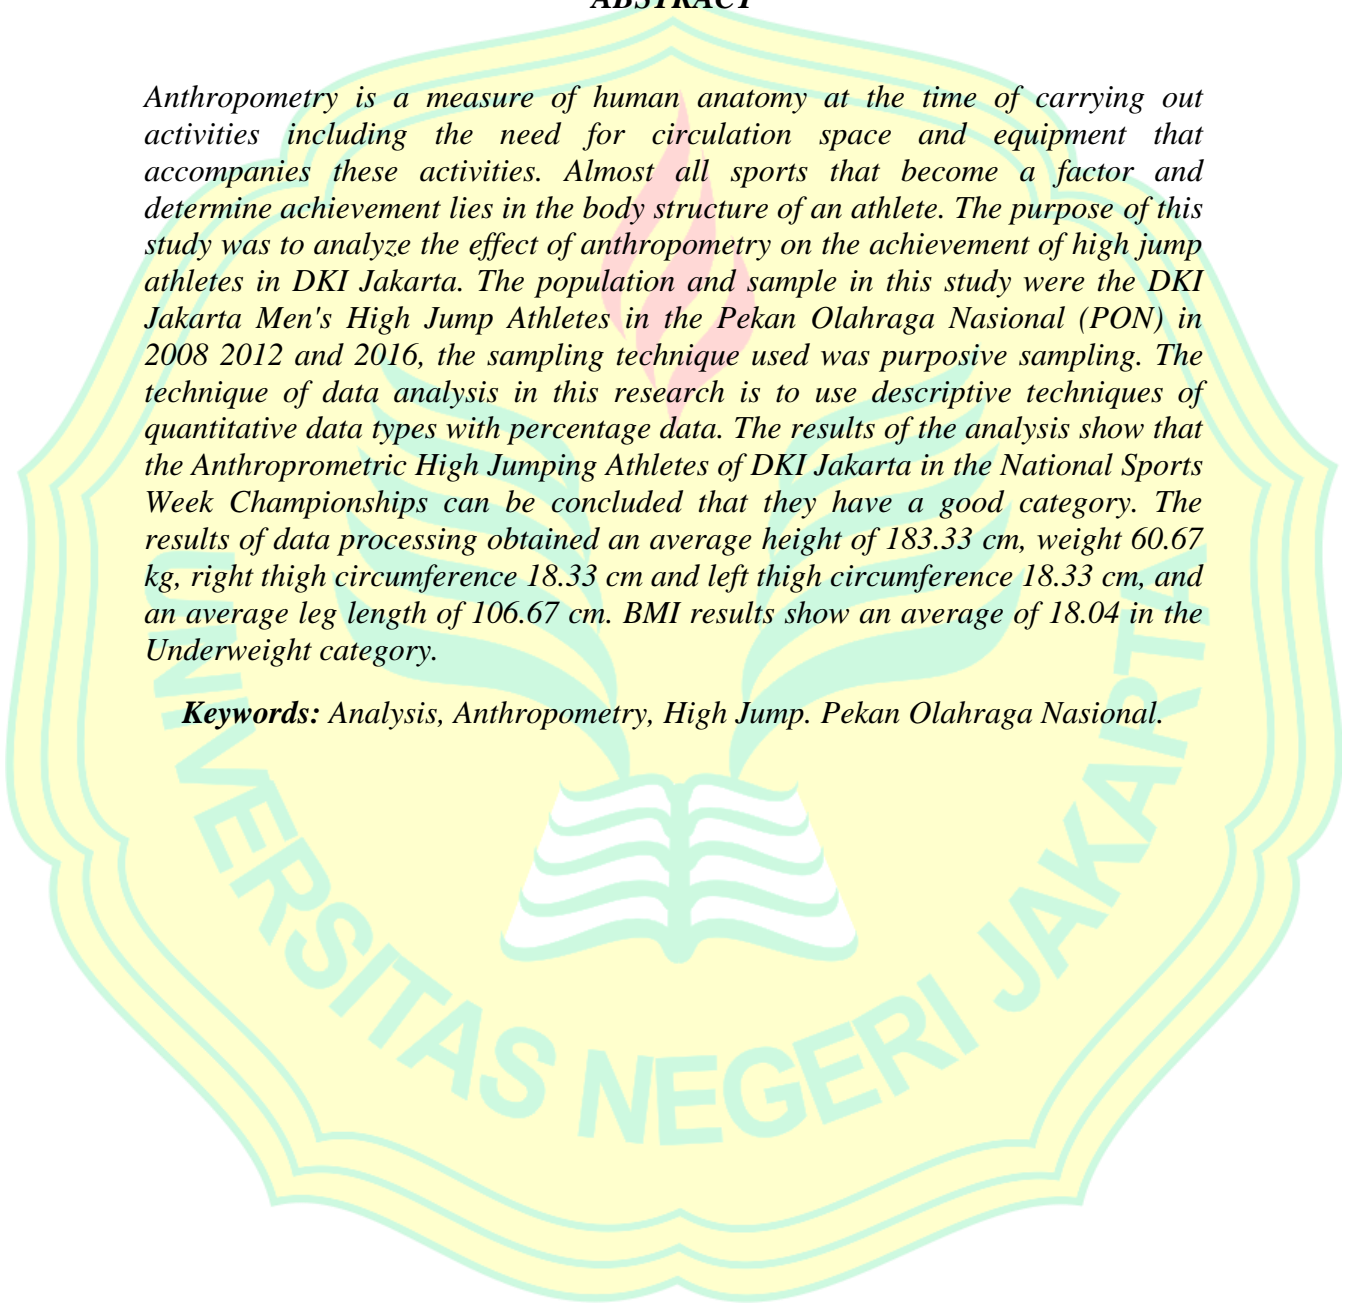 ABSTRACT
Anthropometry is a measure of human anatomy at the time of carrying out
activities including the need for circulation space and equipment that
accompanies these activities. Almost all sports that become a factor and
determine achievement lies in the body structure of an athlete. The purpose of this
study was to analyze the effect of anthropometry on the achievement of high jump
athletes in DKI Jakarta. The population and sample in this study were the DKI
Jakarta Men's High Jump Athletes in the Pekan Olahraga Nasional (PON) in
2008 2012 and 2016, the sampling technique used was purposive sampling. The
technique of data analysis in this research is to use descriptive techniques of
quantitative data types with percentage data. The results of the analysis show that
the Anthroprometric High Jumping Athletes of DKI Jakarta in the National Sports
Week Championships can be concluded that they have a good category. The
results of data processing obtained an average height of 183.33 cm, weight 60.67
kg, right thigh circumference 18.33 cm and left thigh circumference 18.33 cm, and
an average leg length of 106.67 cm. BMI results show an average of 18.04 in the
Underweight category.
Keywords: Analysis, Anthropometry, High Jump. Pekan Olahraga Nasional.
UNIVERSITAS NEGERI JAKARTA